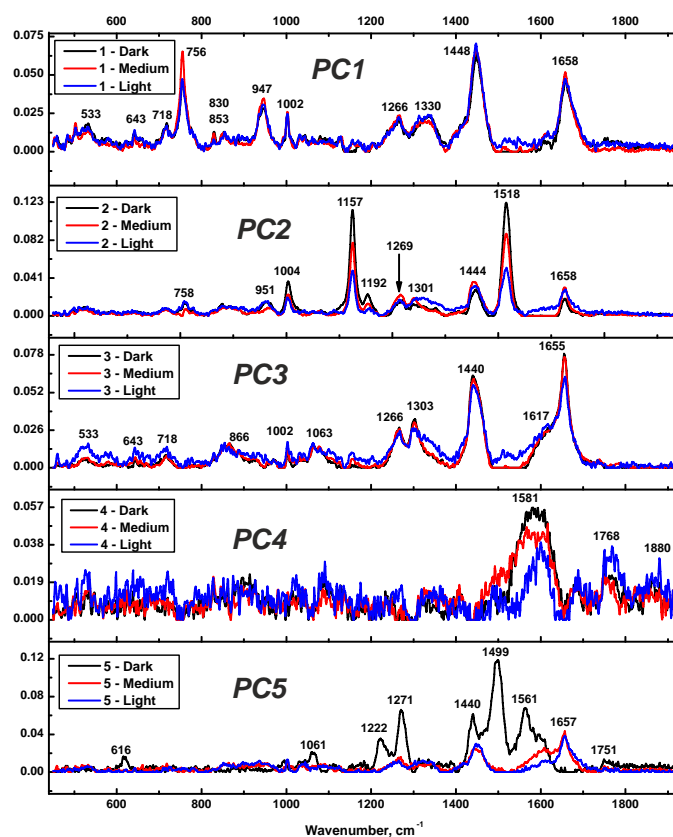 600 800 1000 1200 1400 1600 1800
0.075
0.050
0.025
0.000
1 - Dark
1 - Medium
1 - Light
PC1
533
643
718
756
830
853
947
1002
1266
1330
1448
1658
0.123
0.082
0.041
0.000
2 - Dark
2 - Medium
2 - Light
PC2
758
951
1004
1157
1192
1269
1301
1444
1518
1658
0.078
0.052
0.026
0.000
3 - Dark
3 - Medium
3 - Light
PC3
533
643
718
866
1002
1063
1266
1303
1440
1617
1655
0.057
0.038
0.019
0.000
4 - Dark
4 - Medium
4 - Light
PC4
1581
1768
1880
0.12
0.08
0.04
0.00
5 - Dark
5 - Medium
5 - Light
PC5
616
1061
1222
1271
1440
1499
1561
1657
1751
600 800 1000 1200 1400 1600 1800
Wavenumber, cm⁻¹